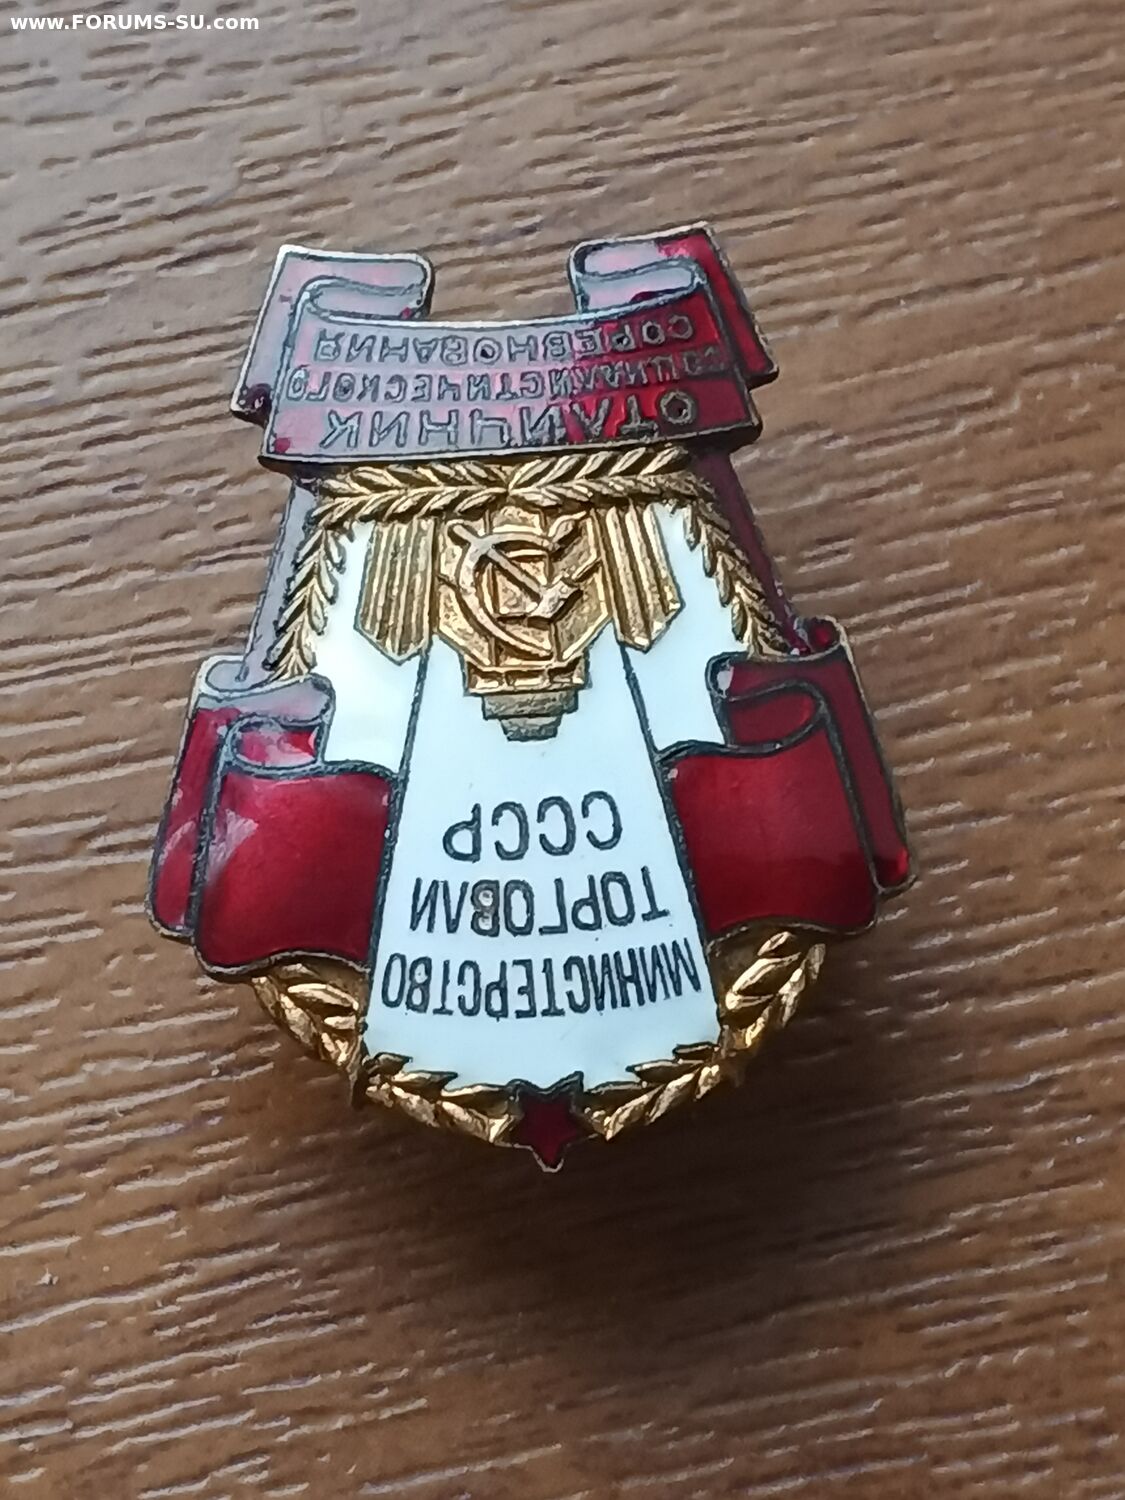 www.FORUMS-SU.com
МИНИСТЕРСТВО
ТОРГОВЛИ
СССР
ОТЛИЧНИК
СОЦИАЛИСТИЧЕСКОГО
СОРЕВНОВАНИЯ